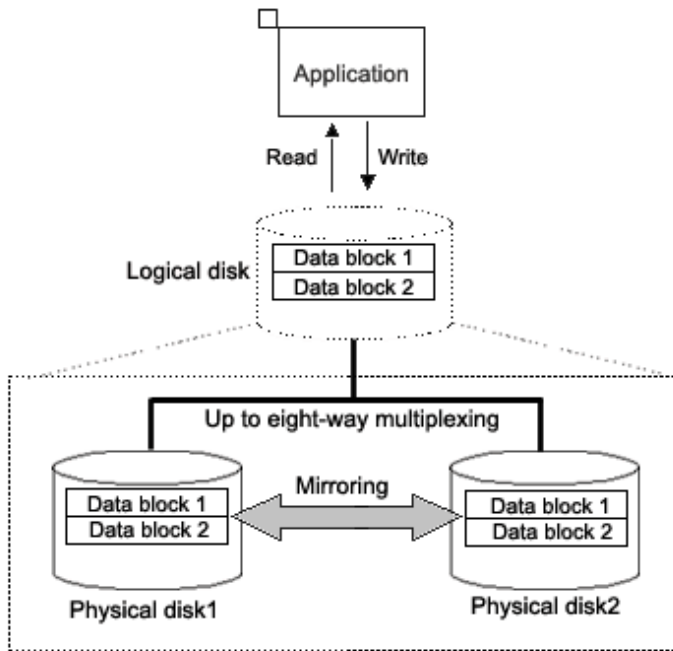 Application
Read
Write
Logical disk
Data block 1
Data block 2
Up to eight-way multiplexing
Mirroring
Data block 1
Data block 2
Data block 1
Data block 2
Physical disk1
Physical disk2